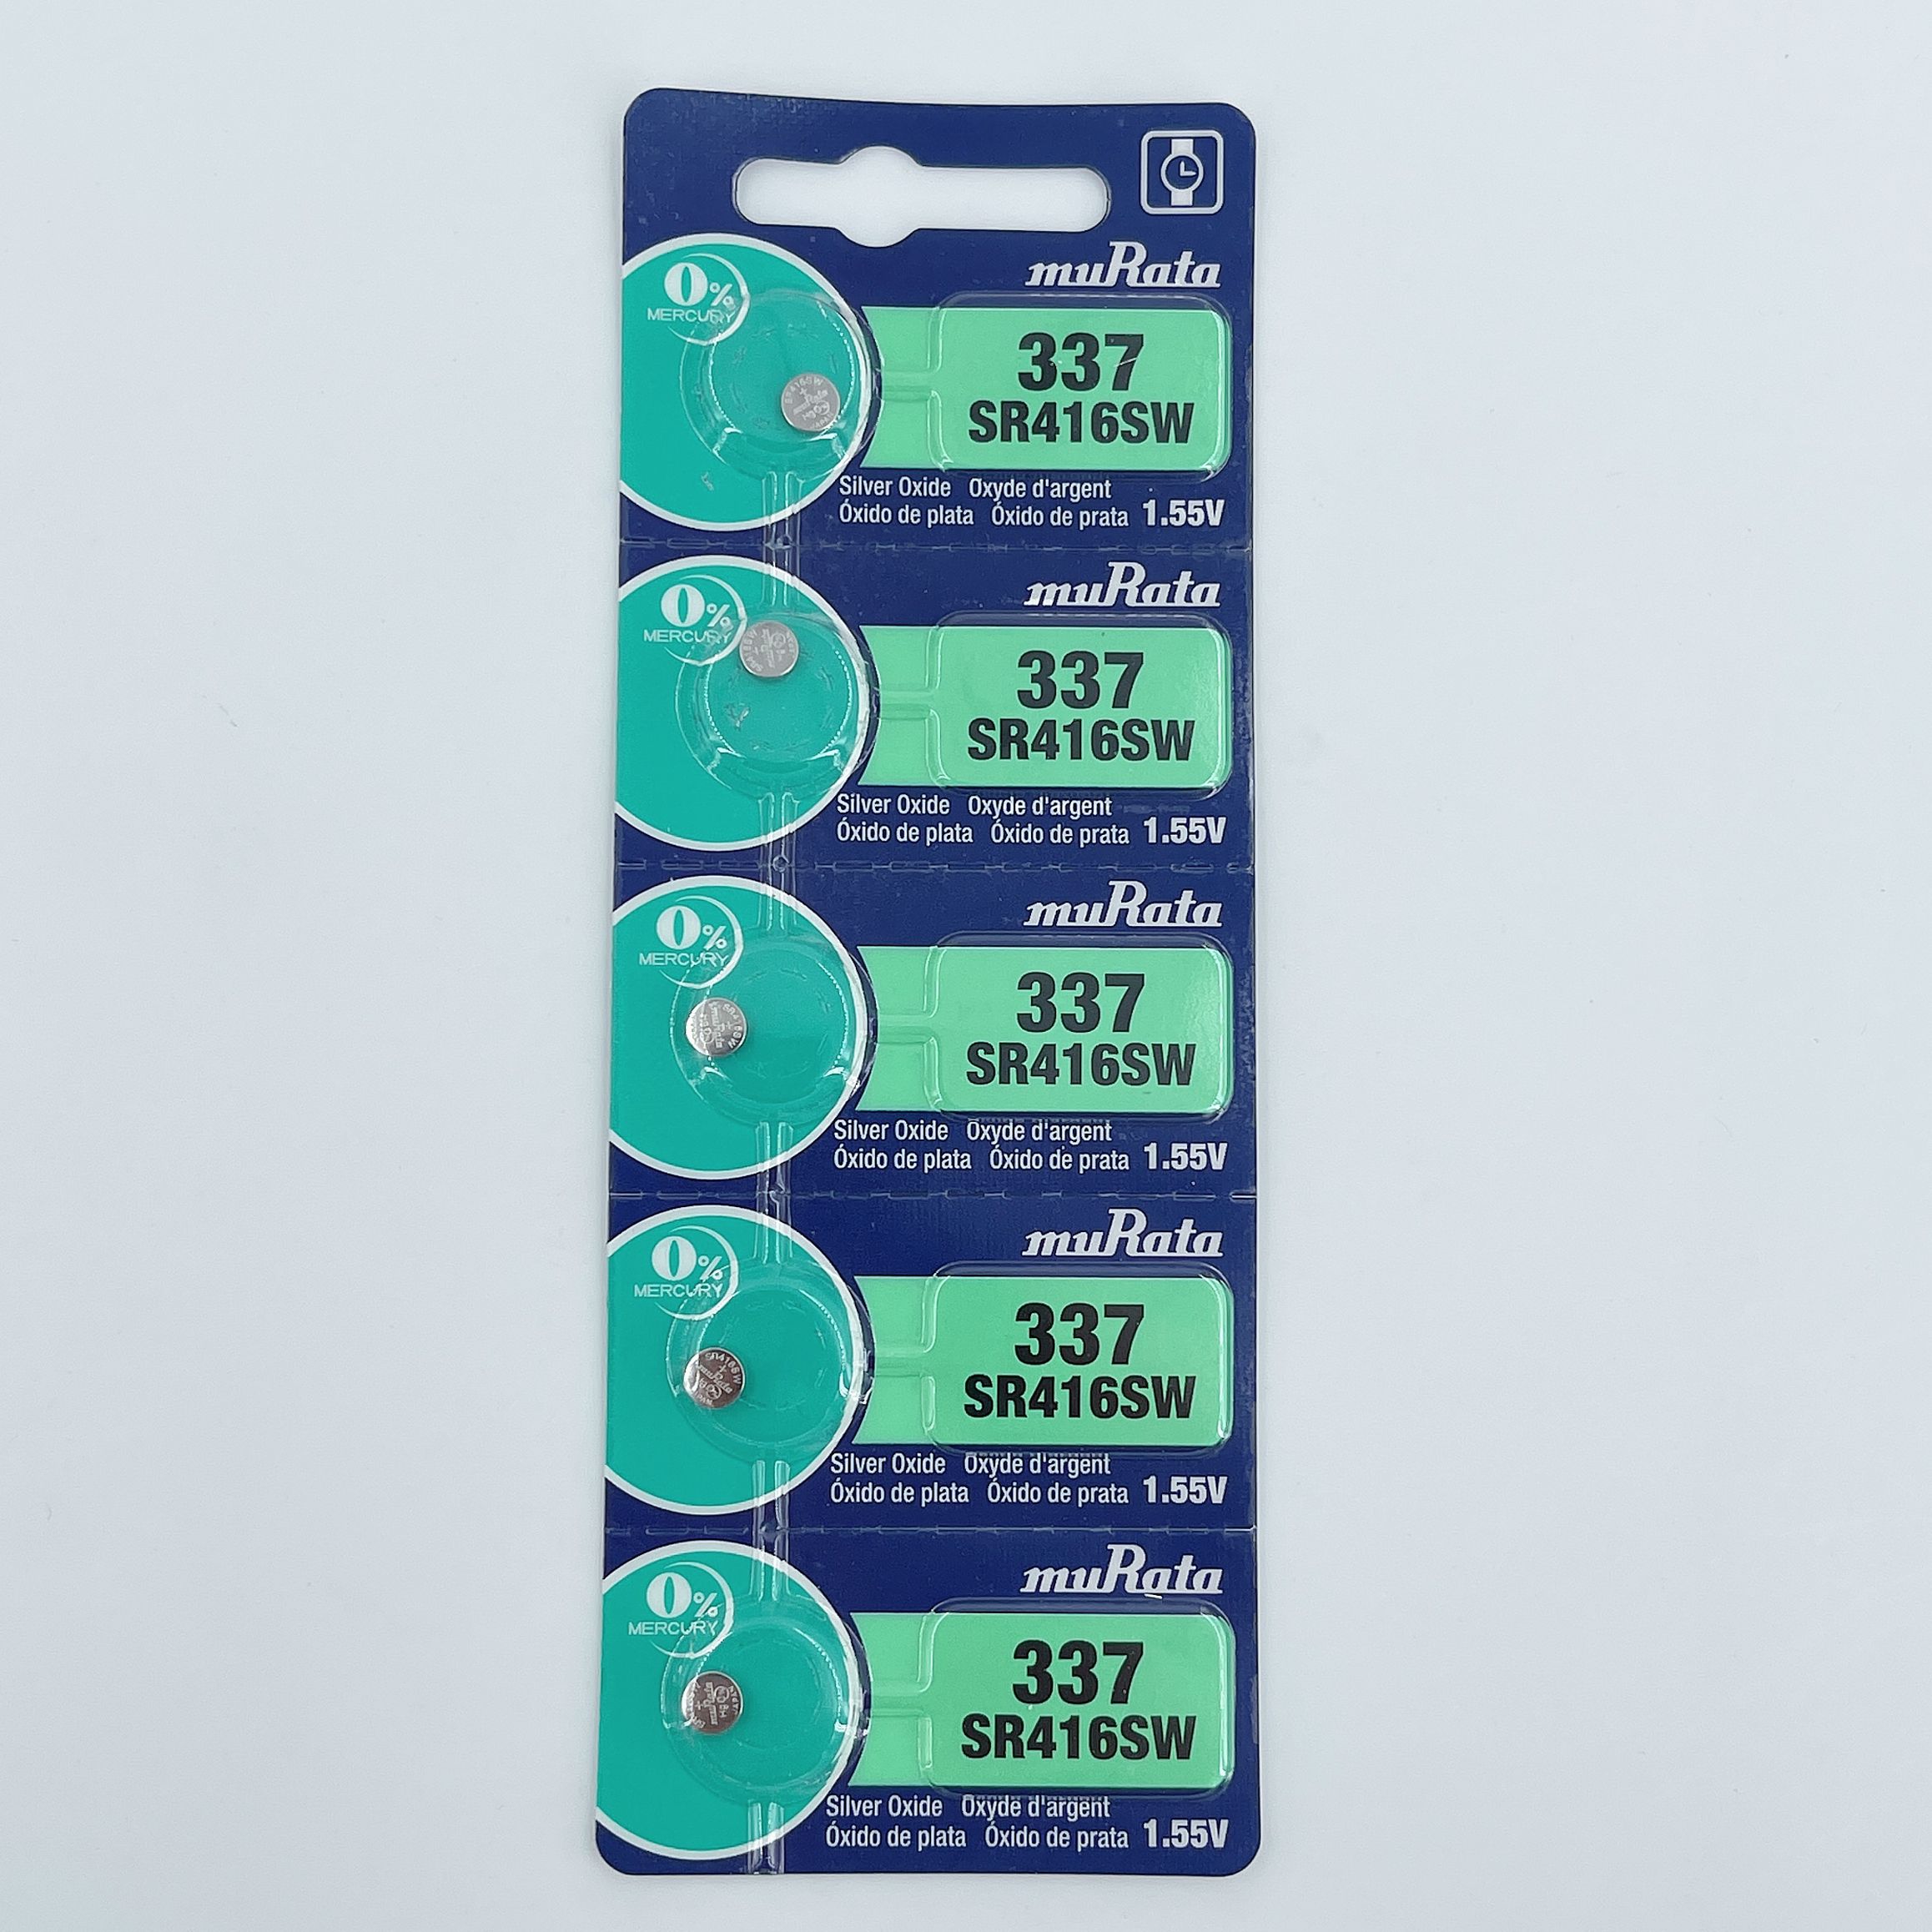 muRata
0%
MERCURY
337
SR416SW
Silver Oxide Oxyde d'argent
Óxido de plata Óxido de prata 1.55V
muRata
0%
MERCURY
337
SR416SW
Silver Oxide Oxyde d'argent
Óxido de plata Óxido de prata 1.55V
muRata
0%
MERCURY
337
SR416SW
Silver Oxide Oxyde d'argent
Óxido de plata Óxido de prata 1.55V
muRata
0%
MERCURY
337
SR416SW
Silver Oxide Oxyde d'argent
Óxido de plata Óxido de prata 1.55V
muRata
0%
MERCURY
337
SR416SW
Silver Oxide Oxyde d'argent
Óxido de plata Óxido de prata 1.55V